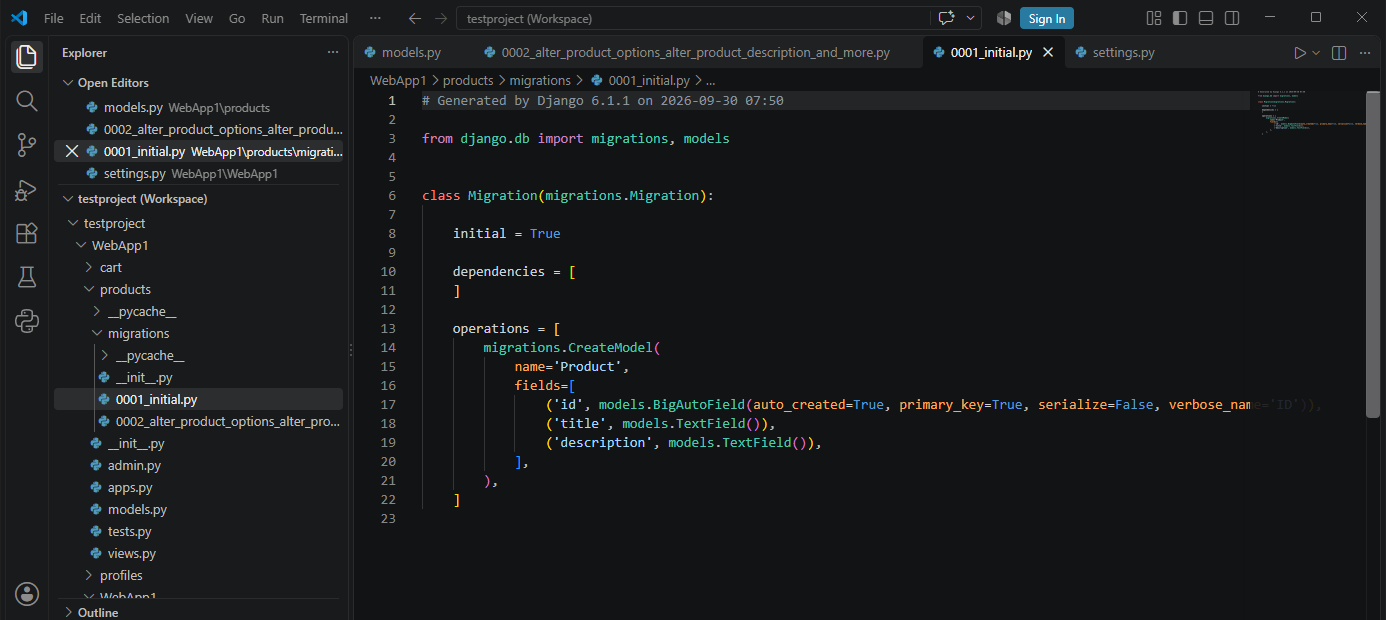 File Edit Selection View Go Run Terminal ··· testproject (Workspace) Sign In
Explorer ···
models.py 0002_alter_product_options_alter_product_description_and_more.py 0001_initial.py settings.py
Open Editors
models.py WebApp1\products
0002_alter_product_options_alter_produ...
0001_initial.py WebApp1\products\migrati...
settings.py WebApp1\WebApp1
testproject (Workspace)
testproject
WebApp1
cart
products
__pycache__
migrations
__pycache__
__init__.py
0001_initial.py
0002_alter_product_options_alter_pro...
__init__.py
admin.py
apps.py
models.py
tests.py
views.py
profiles
WebApp1
Outline
WebApp1 > products > migrations > 0001_initial.py > ...
1 # Generated by Django 6.1.1 on 2026-09-30 07:50
2
3 from django.db import migrations, models
4
5
6 class Migration(migrations.Migration):
7
8 initial = True
9
10 dependencies = [
11 ]
12
13 operations = [
14 migrations.CreateModel(
15 name='Product',
16 fields=[
17 ('id', models.BigAutoField(auto_created=True, primary_key=True, serialize=False, verbose_name='ID')),
18 ('title', models.TextField()),
19 ('description', models.TextField()),
20 ],
21 ),
22 ]
23